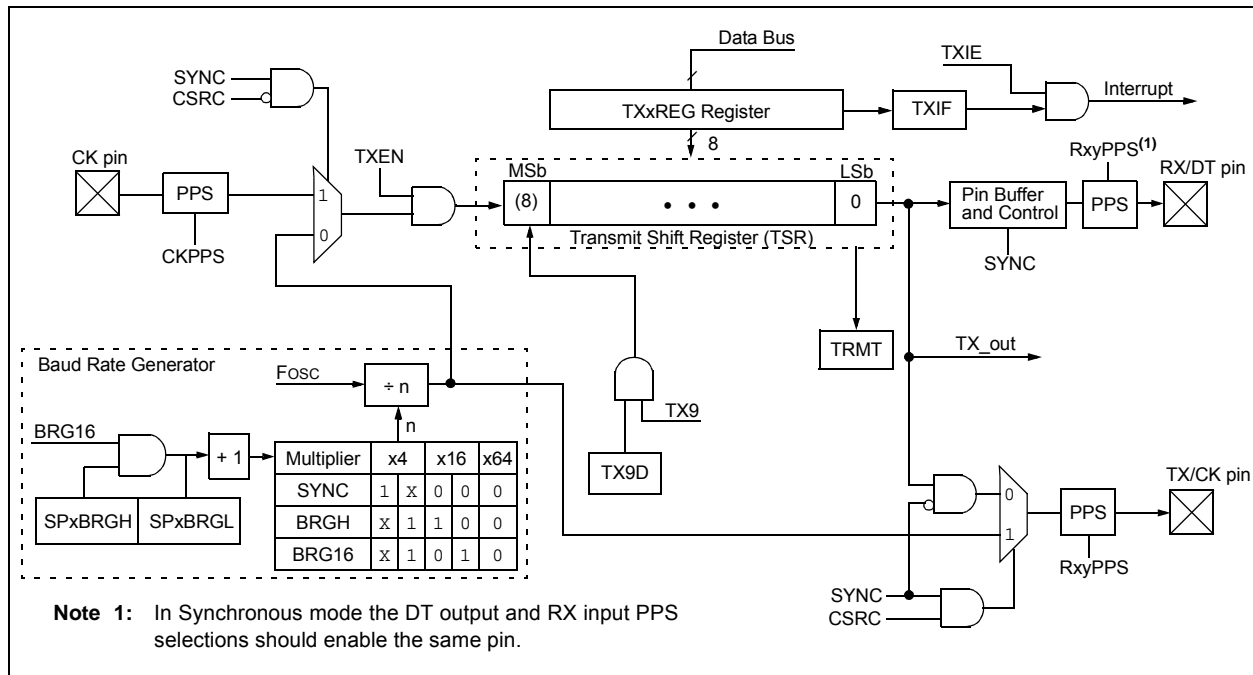 Data Bus
TXIE
SYNC
CSRC
Interrupt
TXxREG Register
TXIF
8
CK pin
TXEN
MSb
LSb
RxyPPS(1)
RX/DT pin
PPS
1
(8)
• • •
0
Pin Buffer
and Control
PPS
0
CKPPS
Transmit Shift Register (TSR)
SYNC
TRMT
TX_out
Baud Rate Generator
FOSC
÷ n
n
TX9
BRG16
+ 1
TX9D
Multiplier x4 x16 x64
SYNC 1 X 0 0 0
BRGH X 1 1 0 0
BRG16 X 1 0 1 0
SPxBRGH SPxBRGL
TX/CK pin
0
1
PPS
RxyPPS
SYNC
CSRC
Note 1: In Synchronous mode the DT output and RX input PPS
selections should enable the same pin.